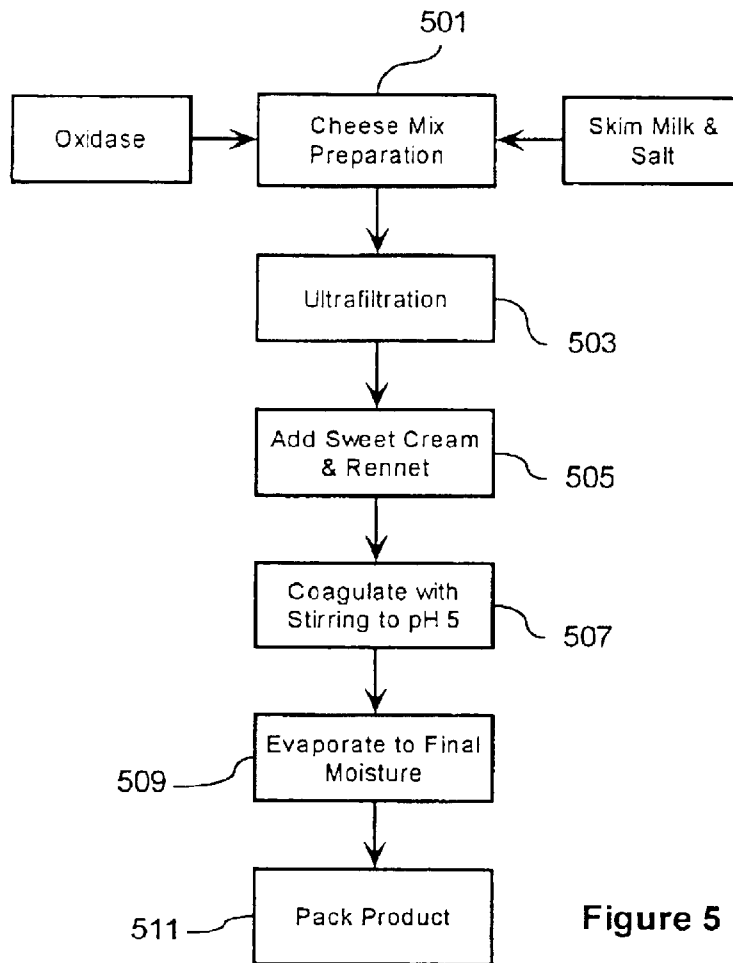 501
Oxidase
Cheese Mix
Preparation
Skim Milk &
Salt
Ultrafiltration
503
Add Sweet Cream
& Rennet
505
Coagulate with
Stirring to pH 5
507
Evaporate to Final
Moisture
509
Pack Product
511
Figure 5